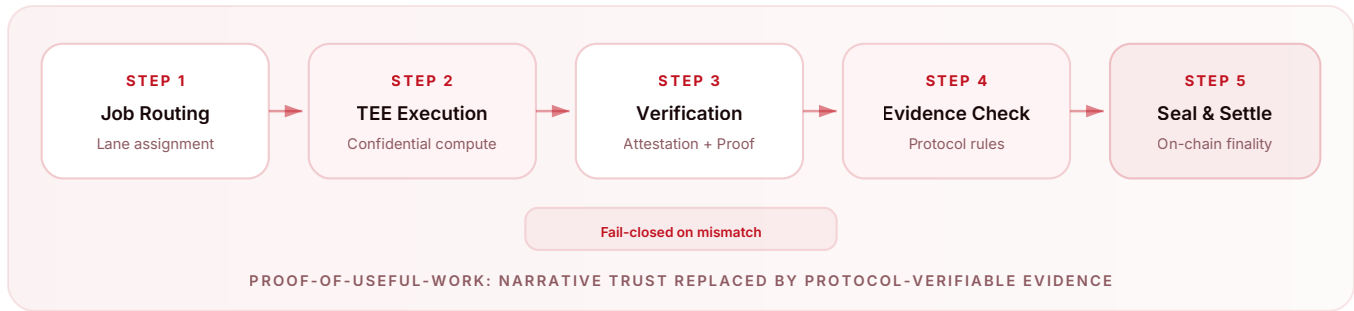 STEP 1
Job Routing
Lane assignment
STEP 2
TEE Execution
Confidential compute
STEP 3
Verification
Attestation + Proof
STEP 4
Evidence Check
Protocol rules
STEP 5
Seal & Settle
On-chain finality
Fail-closed on mismatch
PROOF-OF-USEFUL-WORK: NARRATIVE TRUST REPLACED BY PROTOCOL-VERIFIABLE EVIDENCE